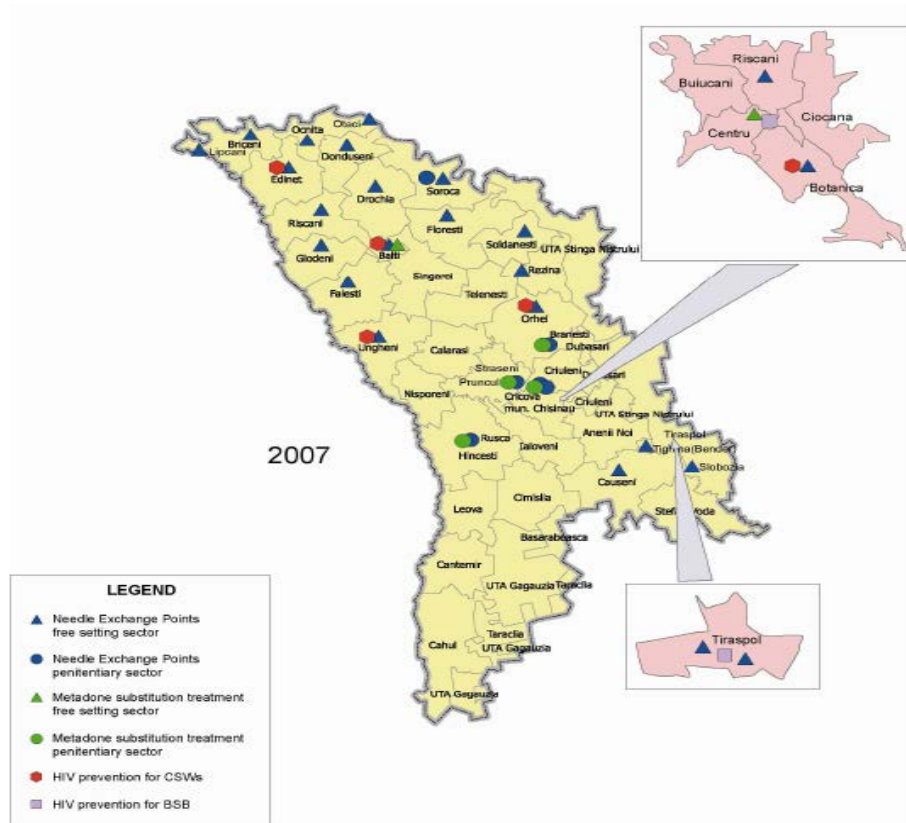 Riscani
Buiucani
Ciocana
Centru
Botanica
Otaci
Ocnita
Briceni
Lipcani
Donduseni
Edinet
Soroca
Drochia
Riscani
Floresti
Soldanesti
UTA Stinga Nistrului
Glodeni
Balti
Singerei
Rezina
Falesti
Telenesti
Orhei
Branesti
Ungheni
Dubasari
Calarasi
Straseni
Criuleni
Pruncul
Nisporeni
Cricova
Criuleni
mun. Chisinau
UTA Stinga Nistrului
Anenii Noi
Tiraspol
Rusca
Ialoveni
Tighina(Bender)
Hincesti
2007
Slobozia
Causeni
Cimislia
Leova
Basarabeasca
Cantemir
UTA Gagauzia
Taraclia
Taraclia
Cahul
UTA Gagauzia
UTA Gagauzia
Tiraspol
LEGEND
Needle Exchange Points
free setting sector
Needle Exchange Points
penitentiary sector
Metadone substitution treatment
free setting sector
Metadone substitution treatment
penitentiary sector
HIV prevention for CSWs
HIV prevention for BSB